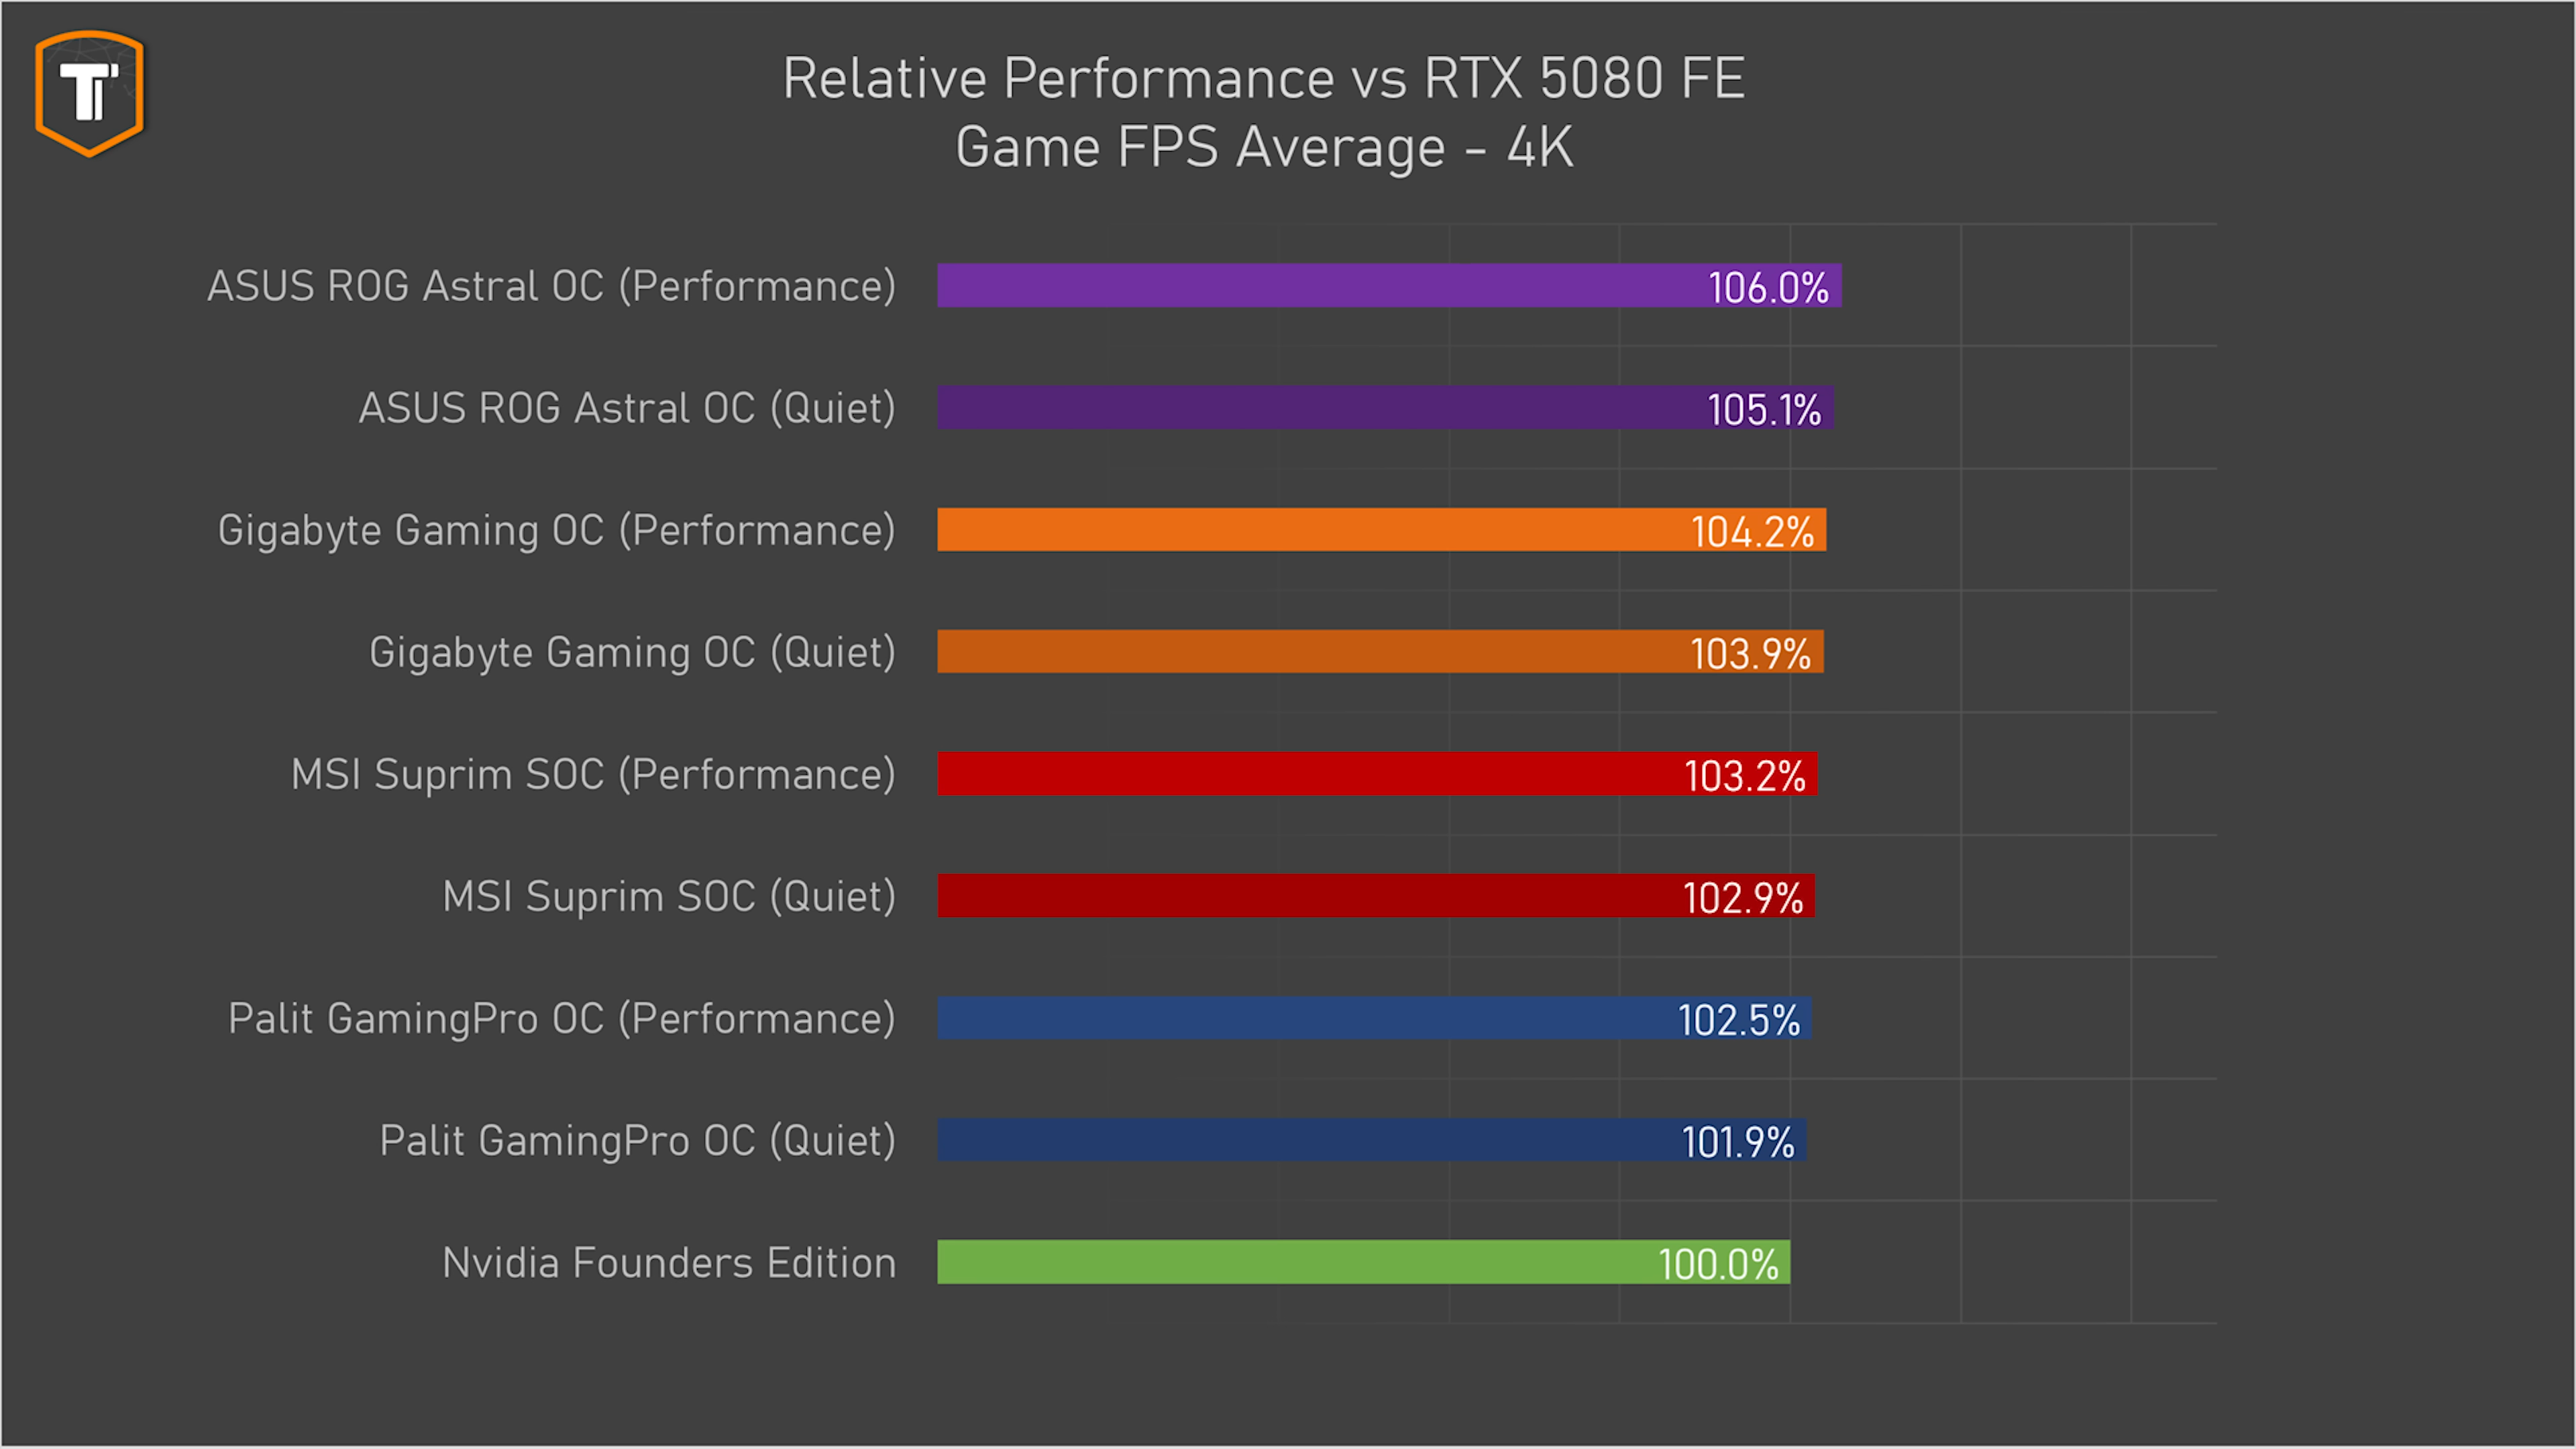 Relative Performance vs RTX 5080 FE
Game FPS Average - 4K
ASUS ROG Astral OC (Performance) 106.0%
ASUS ROG Astral OC (Quiet) 105.1%
Gigabyte Gaming OC (Performance) 104.2%
Gigabyte Gaming OC (Quiet) 103.9%
MSI Suprim SOC (Performance) 103.2%
MSI Suprim SOC (Quiet) 102.9%
Palit GamingPro OC (Performance) 102.5%
Palit GamingPro OC (Quiet) 101.9%
Nvidia Founders Edition 100.0%